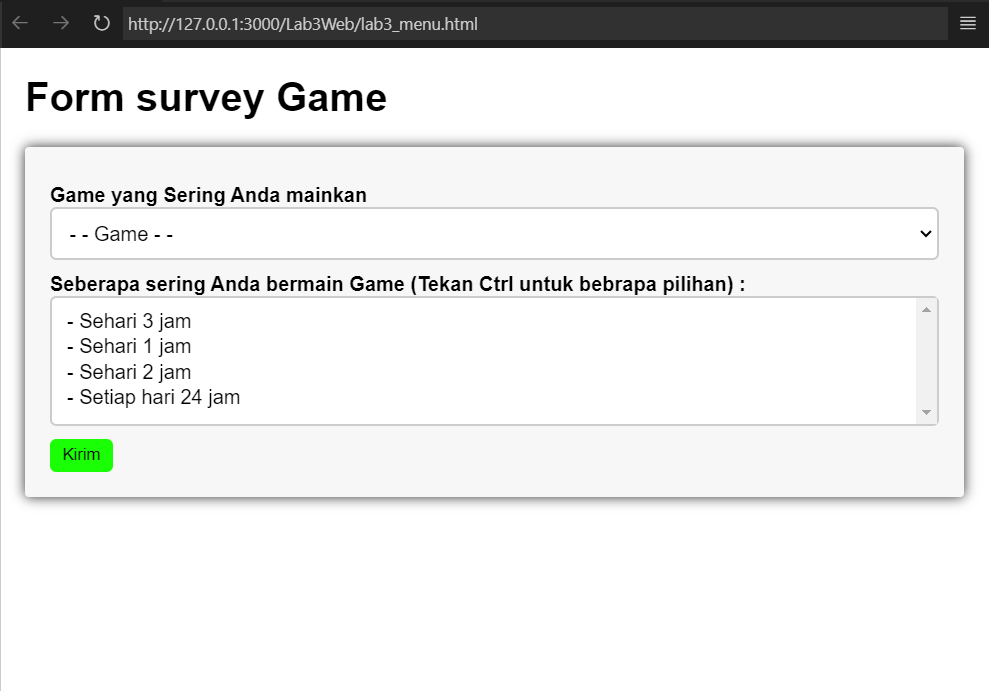 http://127.0.0.1:3000/Lab3Web/lab3_menu.html
Form survey Game
Game yang Sering Anda mainkan
- - Game - -
Seberapa sering Anda bermain Game (Tekan Ctrl untuk bebrapa pilihan) :
- Sehari 3 jam
- Sehari 1 jam
- Sehari 2 jam
- Setiap hari 24 jam
Kirim